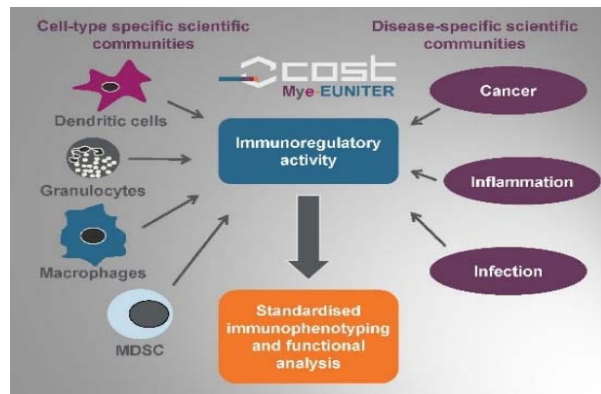 Cell-type specific scientific
communities
Disease-specific scientific
communities
cost
Mye-EUNITER
Dendritic cells
Granulocytes
Macrophages
MDSC
Immunoregulatory
activity
Cancer
Inflammation
Infection
Standardised
immunophenotyping
and functional
analysis